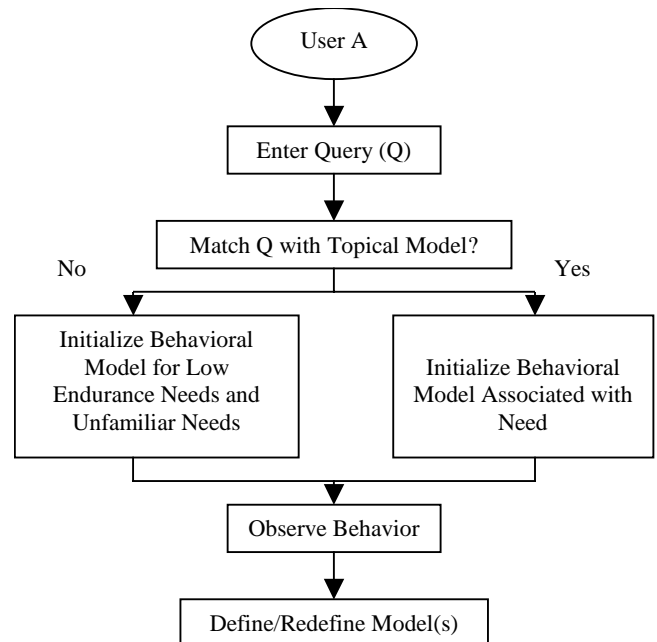 User A
Enter Query (Q)
Match Q with Topical Model?
No
Yes
Initialize Behavioral
Model for Low
Endurance Needs and
Unfamiliar Needs
Initialize Behavioral
Model Associated with
Need
Observe Behavior
Define/Redefine Model(s)